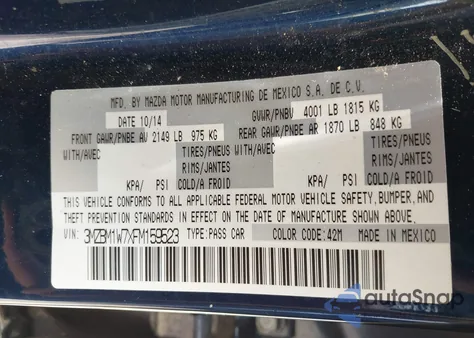 MFD. BY MAZDA MOTOR MANUFACTURING DE MEXICO S.A. DE C.V.
DATE 10/14 GVWR/PNBV 4001 LB 1815 KG
FRONT GAWR/PNBE AV 2149 LB 975 KG REAR GAWR/PNBE AR 1870 LB 848 KG
WITH/AVEC TIRES/PNEUS WITH/AVEC TIRES/PNEUS
RIMS/JANTES RIMS/JANTES
KPA/ PSI COLD/A FROID KPA/ PSI COLD/A FROID
THIS VEHICLE CONFORMS TO ALL APPLICABLE FEDERAL MOTOR VEHICLE SAFETY, BUMPER, AND
THEFT PREVENTION STANDARDS IN EFFECT ON THE DATE OF MANUFACTURE SHOWN ABOVE.
VIN: 3MZBM1W7XFM159523 TYPE: PASS CAR COLOR CODE: 42M MADE IN MEXICO
autoSnap